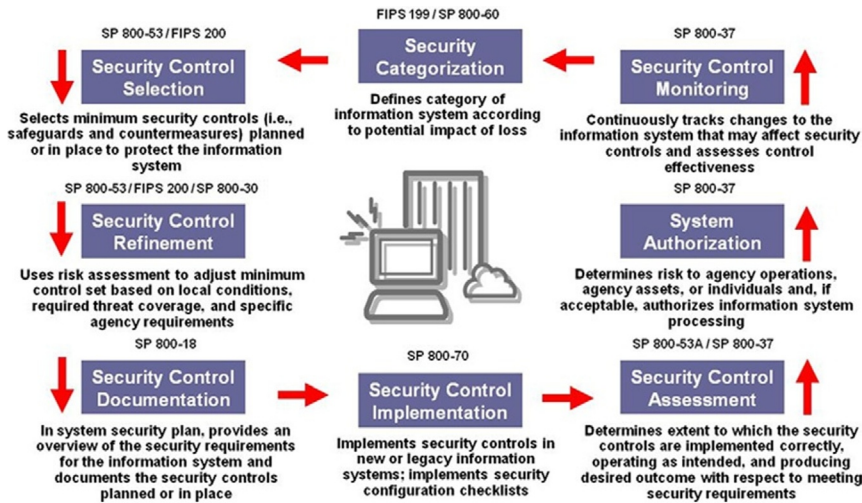 FIPS 199 / SP 800-60
Security
Categorization
Defines category of
information system according
to potential impact of loss
SP 800-53 / FIPS 200
Security Control
Selection
Selects minimum security controls (i.e.,
safeguards and countermeasures) planned
or in place to protect the information
system
SP 800-53 / FIPS 200 / SP 800-30
Security Control
Refinement
Uses risk assessment to adjust minimum
control set based on local conditions,
required threat coverage, and specific
agency requirements
SP 800-18
Security Control
Documentation
In system security plan, provides an
overview of the security requirements
for the information system and
documents the security controls
planned or in place
SP 800-70
Security Control
Implementation
Implements security controls in
new or legacy information
systems; implements security
configuration checklists
SP 800-53A / SP 800-37
Security Control
Assessment
Determines extent to which the security
controls are implemented correctly,
operating as intended, and producing
desired outcome with respect to meeting
security requirements
SP 800-37
System
Authorization
Determines risk to agency operations,
agency assets, or individuals and, if
acceptable, authorizes information system
processing
SP 800-37
Security Control
Monitoring
Continuously tracks changes to the
information system that may affect security
controls and assesses control
effectiveness